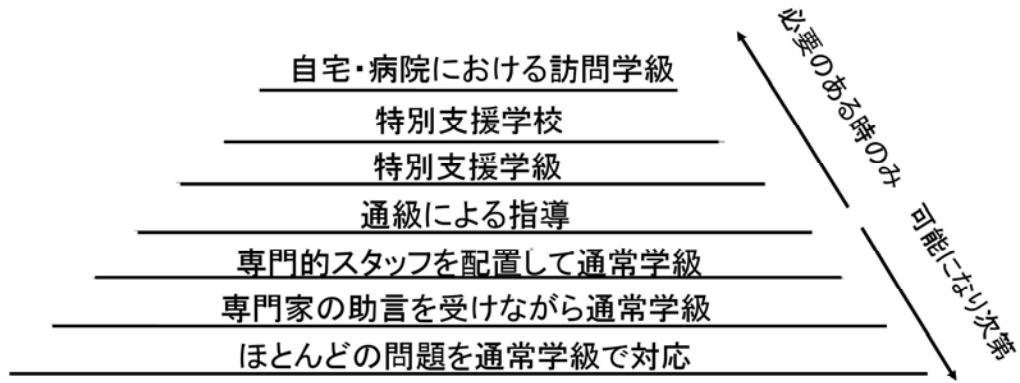 自宅・病院における訪問学級
特別支援学校
特別支援学級
通級による指導
専門的スタッフを配置して通常学級
専門家の助言を受けながら通常学級
ほとんどの問題を通常学級で対応
必要のある時のみ
可能になり次第